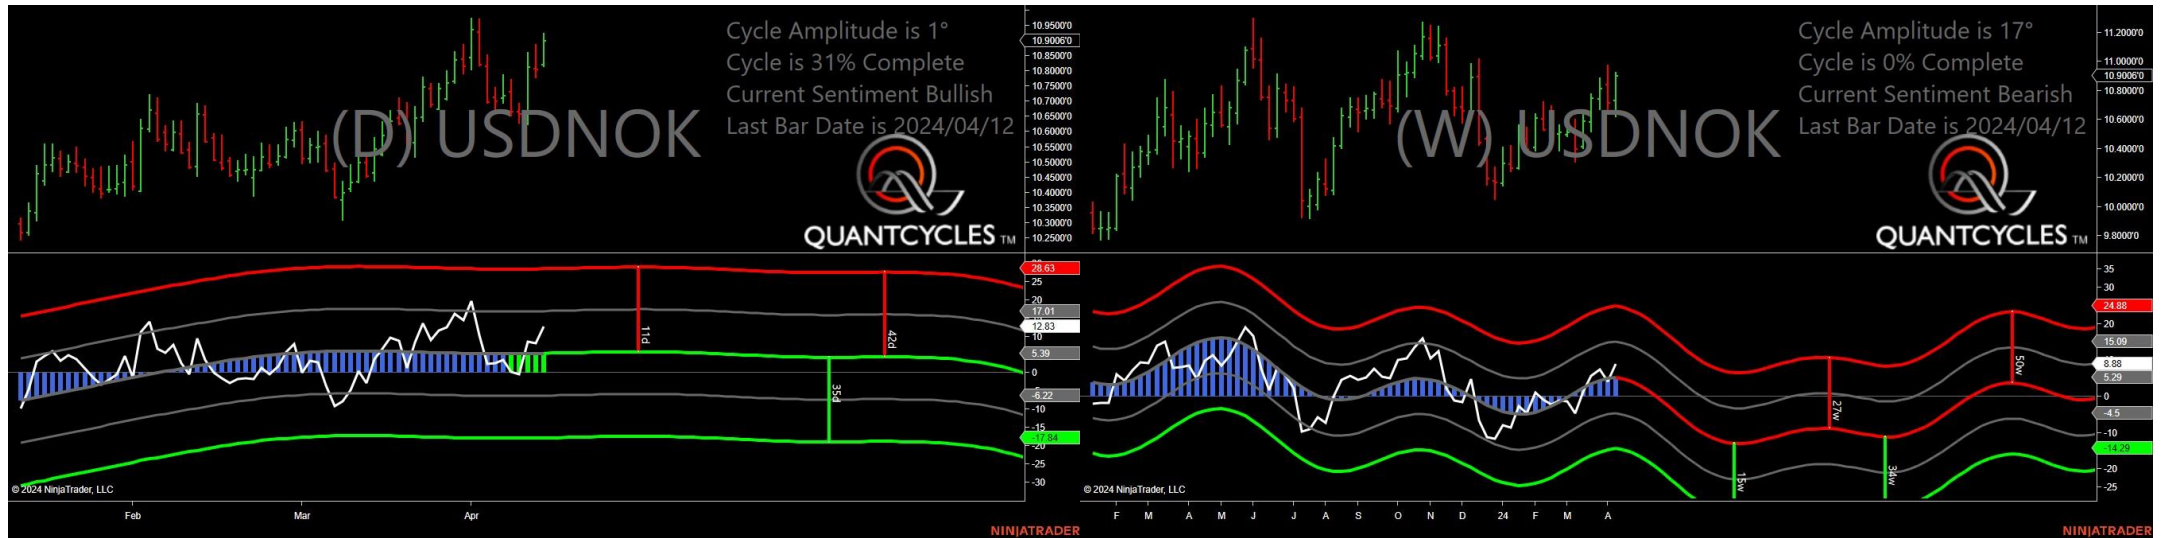 Cycle Amplitude is 1°
Cycle is 31% Complete
Current Sentiment Bullish
Last Bar Date is 2024/04/12
(D) USDNOK
QUANTCYCLES TM
10.9500'0
10.9006'0
10.8500'0
10.8000'0
10.7500'0
10.7000'0
10.6500'0
10.6000'0
10.5500'0
10.5000'0
10.4500'0
10.4000'0
10.3500'0
10.3000'0
10.2500'0
28.63
25
20
17.01
12.83
10
5.39
0
-6.22
-10
-15
-17.84
-20
-25
-30
11d
42d
35d
© 2024 NinjaTrader, LLC
Feb
Mar
Apr
NINJATRADER
Cycle Amplitude is 17°
Cycle is 0% Complete
Current Sentiment Bearish
Last Bar Date is 2024/04/12
(W) USDNOK
QUANTCYCLES TM
11.2000'0
11.0000'0
10.9006'0
10.8000'0
10.6000'0
10.4000'0
10.2000'0
10.0000'0
9.8000'0
35
24.88
20
15.09
8.88
5.29
0
-4.5
-10
-14.29
-20
-25
50w
27w
15w
34w
© 2024 NinjaTrader, LLC
F
M
A
M
J
J
A
S
O
N
D
24
F
M
A
NINJATRADER